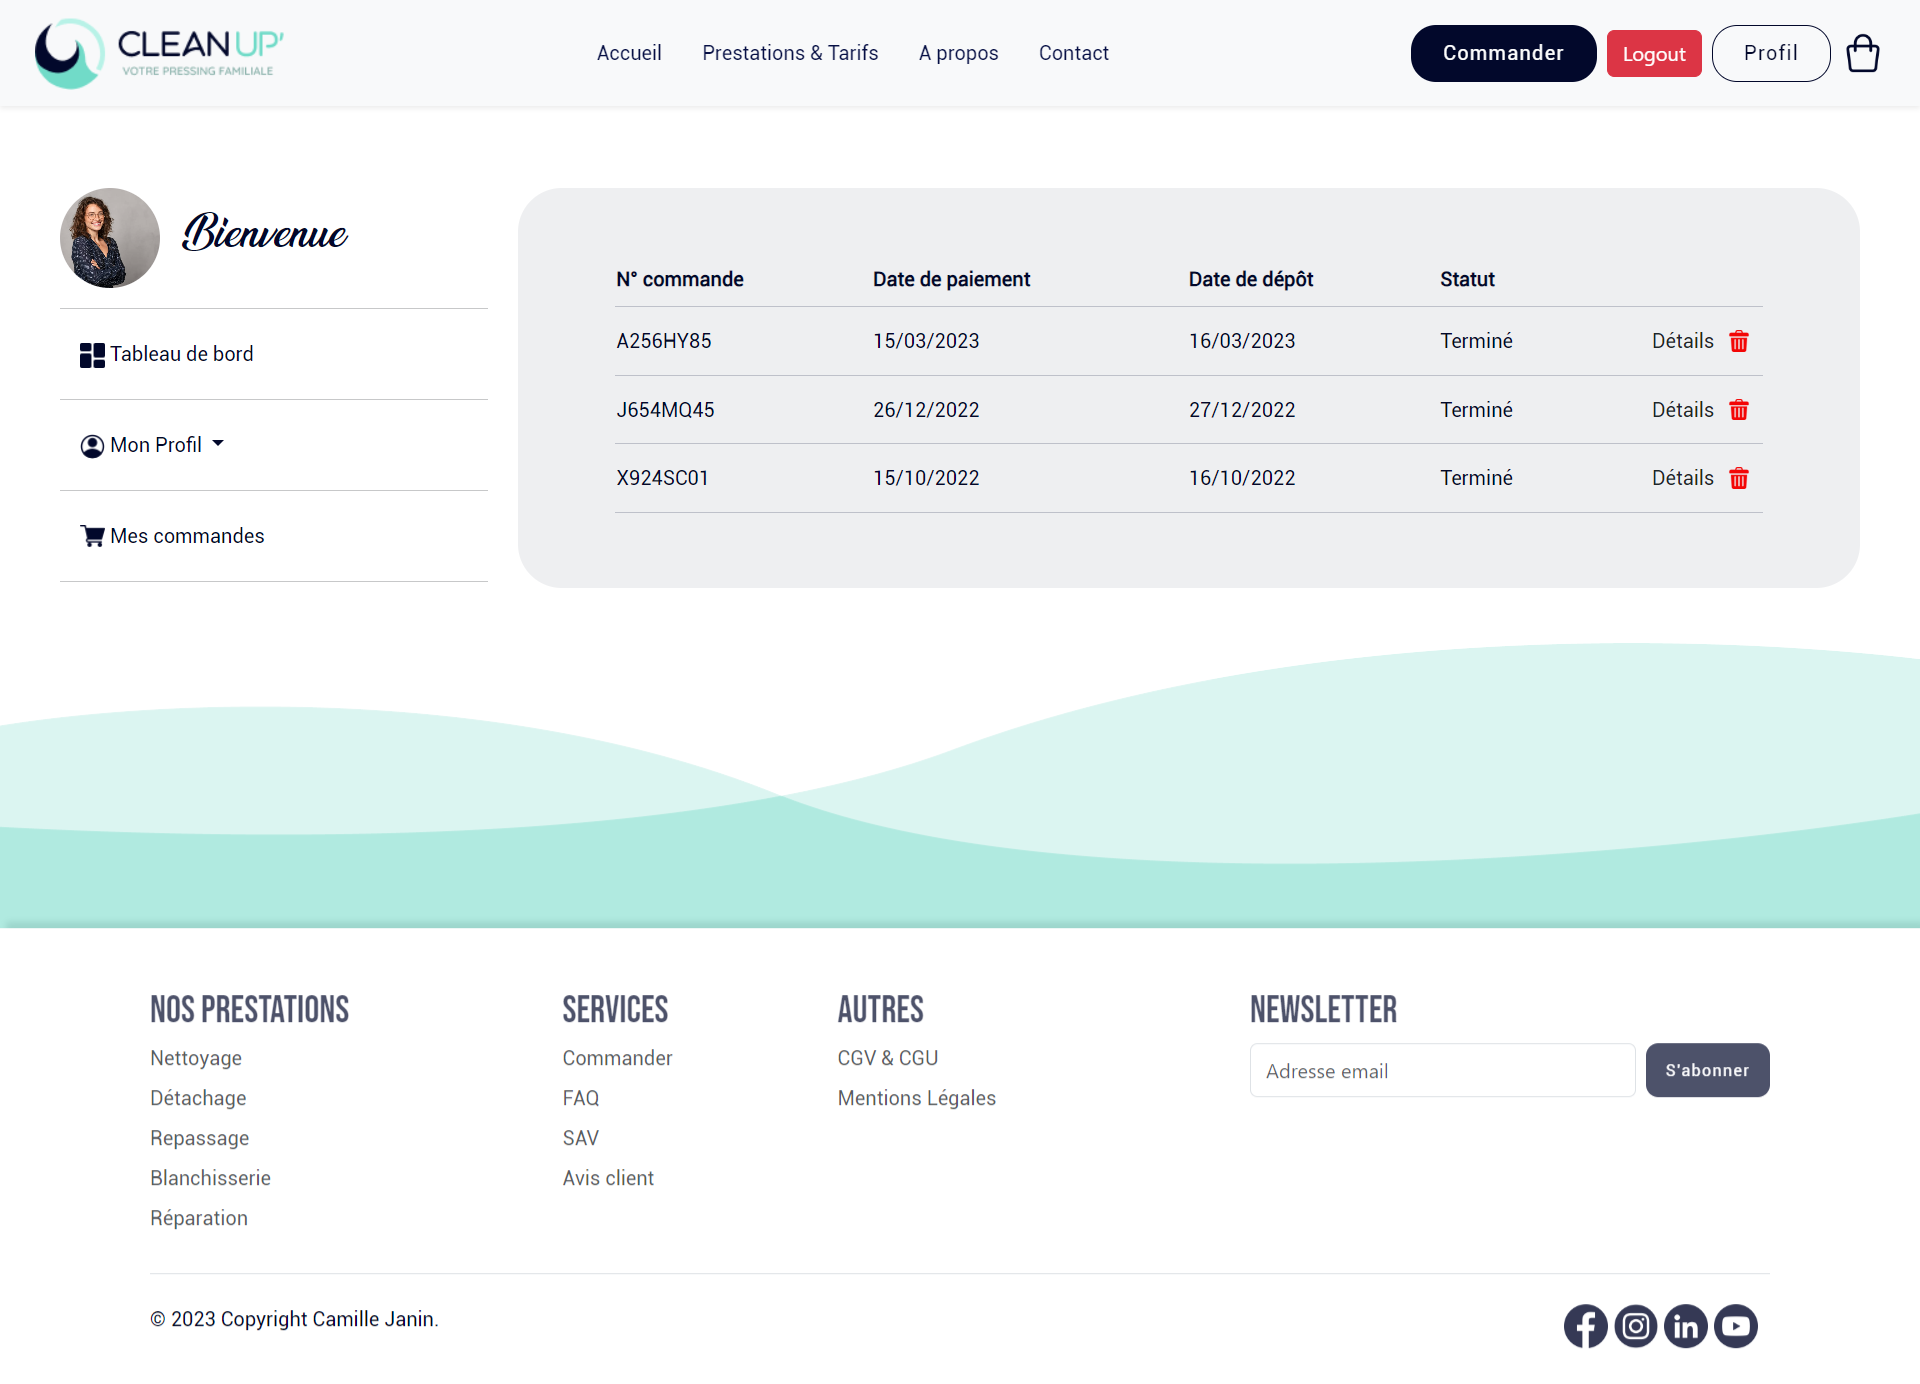 CLEAN UP'
VOTRE PRESSING FAMILIALE
Accueil
Prestations & Tarifs
A propos
Contact
Commander
Logout
Profil
Bienvenue
Tableau de bord
Mon Profil
Mes commandes
N° commande Date de paiement Date de dépôt Statut
A256HY85 15/03/2023 16/03/2023 Terminé Détails
J654MQ45 26/12/2022 27/12/2022 Terminé Détails
X924SC01 15/10/2022 16/10/2022 Terminé Détails
NOS PRESTATIONS
Nettoyage
Détachage
Repassage
Blanchisserie
Réparation
SERVICES
Commander
FAQ
SAV
Avis client
AUTRES
CGV & CGU
Mentions Légales
NEWSLETTER
Adresse email
S'abonner
© 2023 Copyright Camille Janin.